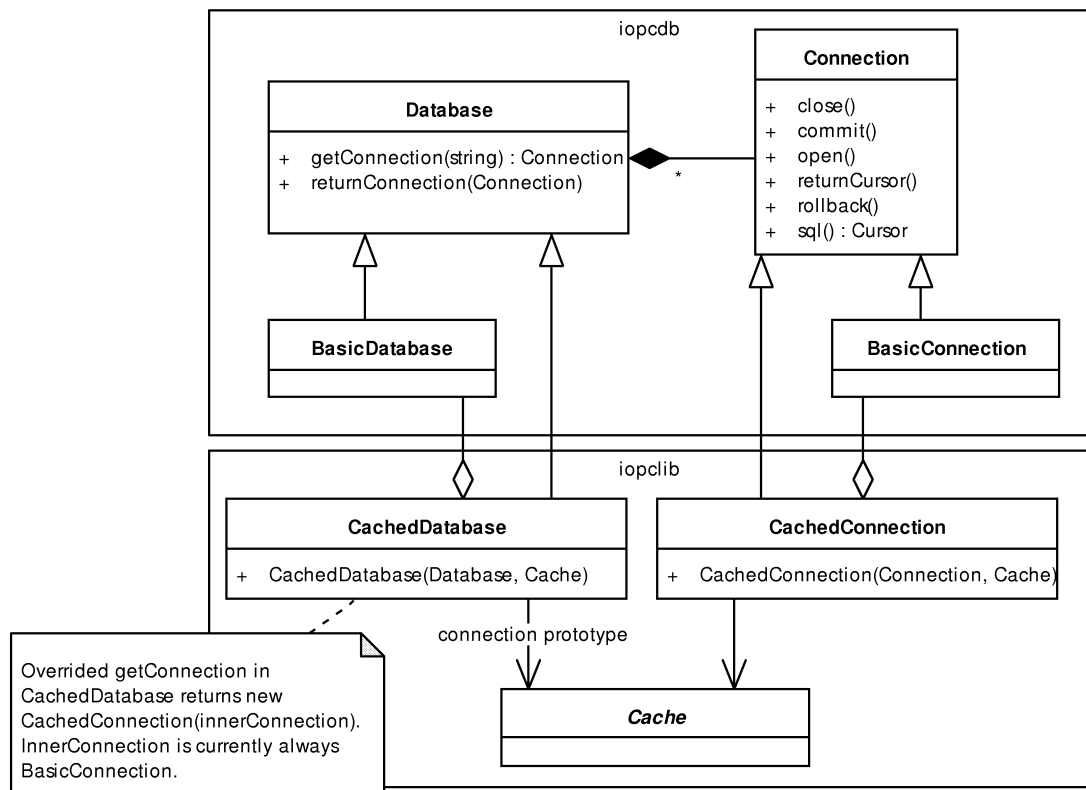 iopcdb
Connection
+ close()
+ commit()
+ open()
+ returnCursor()
+ rollback()
+ sql() : Cursor
Database
+ getConnection(string) : Connection
+ returnConnection(Connection)
*
BasicDatabase
BasicConnection
iopclib
CachedDatabase
+ CachedDatabase(Database, Cache)
CachedConnection
+ CachedConnection(Connection, Cache)
connection prototype
Cache
Overrided getConnection in
CachedDatabase returns new
CachedConnection(innerConnection).
InnerConnection is currently always
BasicConnection.